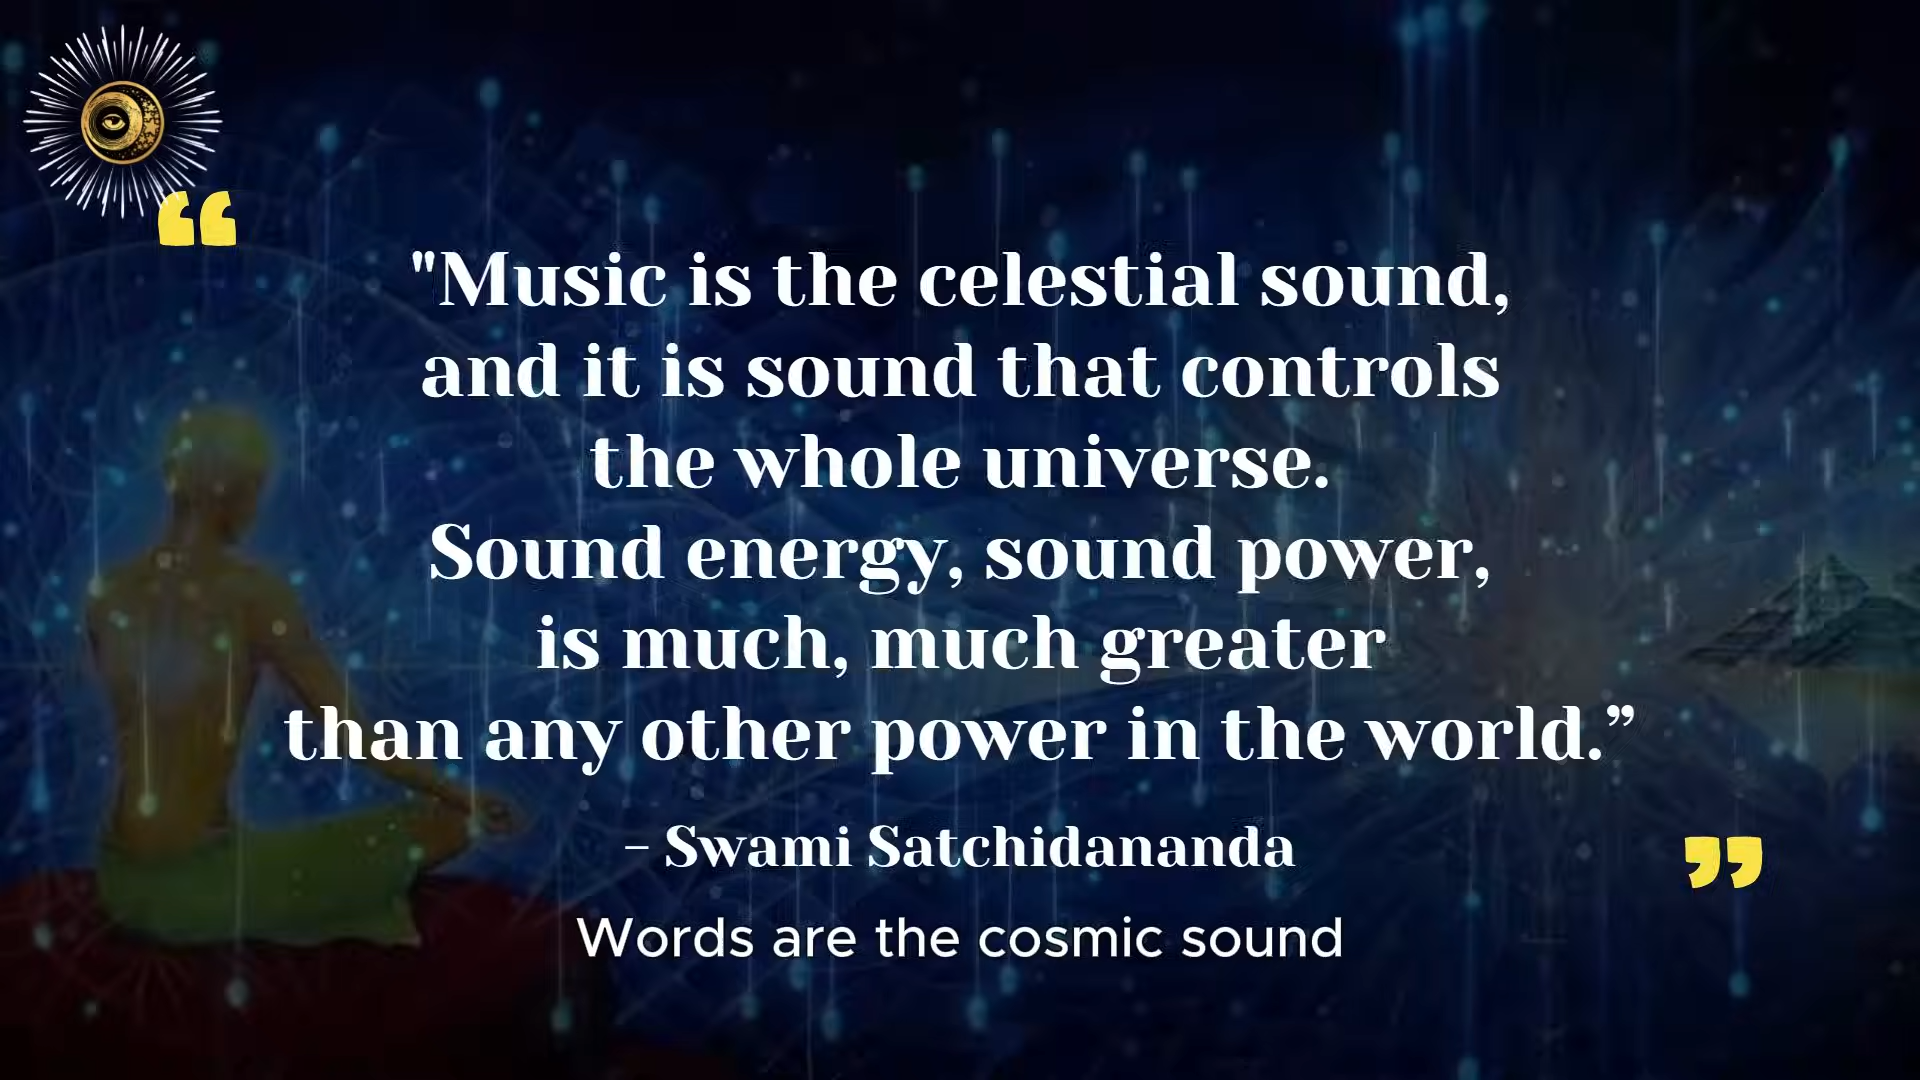 "Music is the celestial sound,
and it is sound that controls
the whole universe.
Sound energy, sound power,
is much, much greater
than any other power in the world.”
- Swami Satchidananda
Words are the cosmic sound